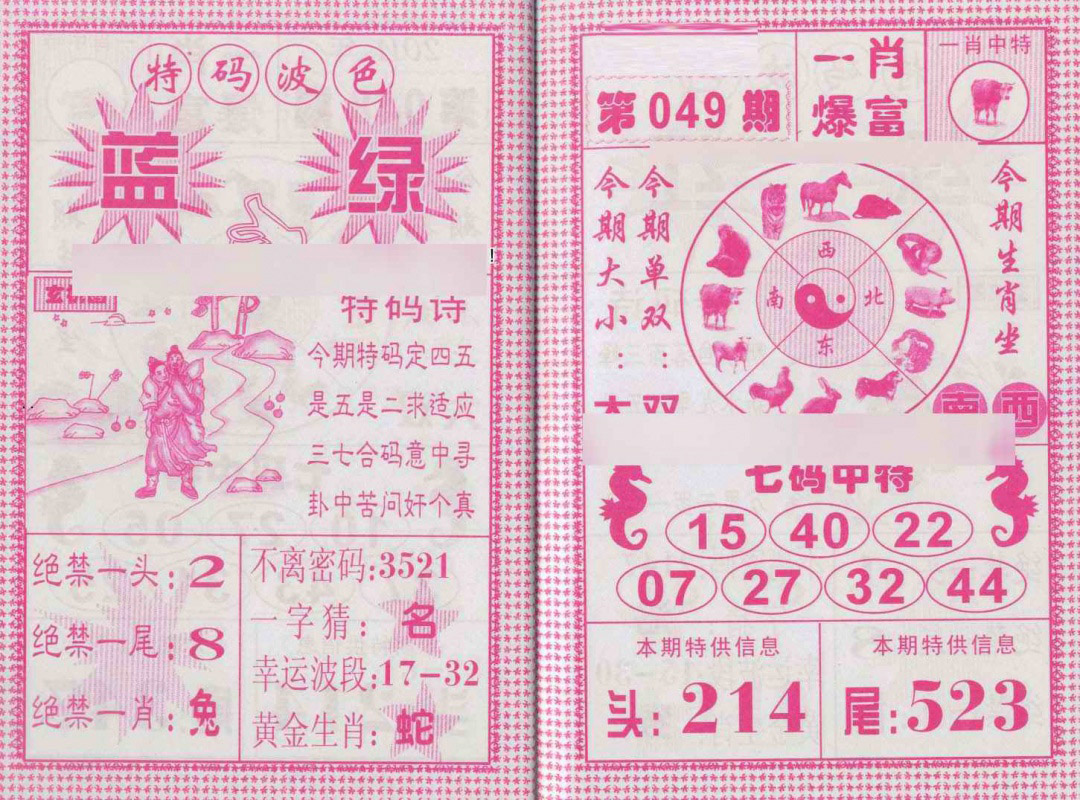 特码波色
蓝 绿
!
特码诗
今期特码定四五
是五是二求适应
三七合码意中寻
卦中苦问奸个真
绝禁一头:2
绝禁一尾:8
绝禁一肖:兔
不离密码:3521
一字猜:名
幸运波段:17-32
黄金生肖:蛇
第049期
一肖
爆富
一肖中特
今期大小:大
今期单双:双
西
南 北
东
今期生肖坐
南西
七码中特
15 40 22
07 27 32 44
本期特供信息
头:214
本期特供信息
尾:523